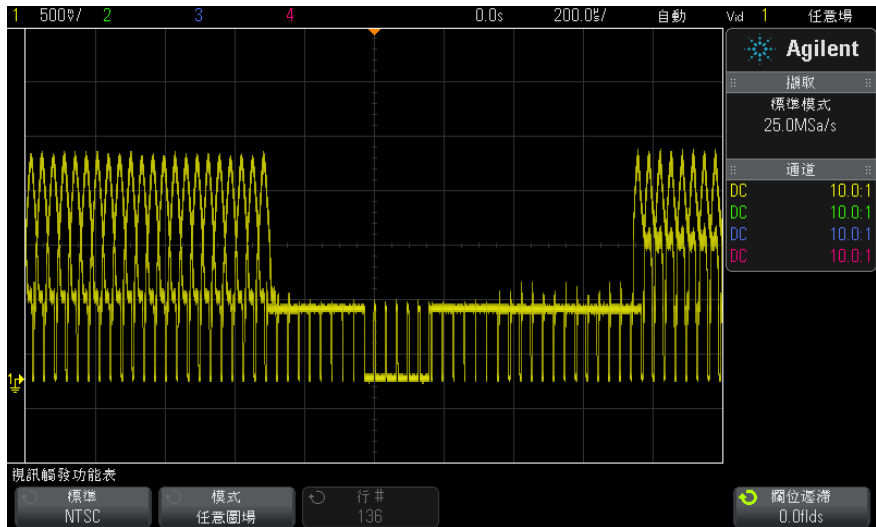 1 500㎷/ 2 3 4 0.0s 200.0㎲/ 自動 Vid 1 任意場
Agilent
擷取
標準模式
25.0MSa/s
通道
DC 10.0:1
DC 10.0:1
DC 10.0:1
DC 10.0:1
1
視訊觸發功能表
標準
NTSC
模式
任意圖場
行 #
136
欄位遲滯
0.0flds